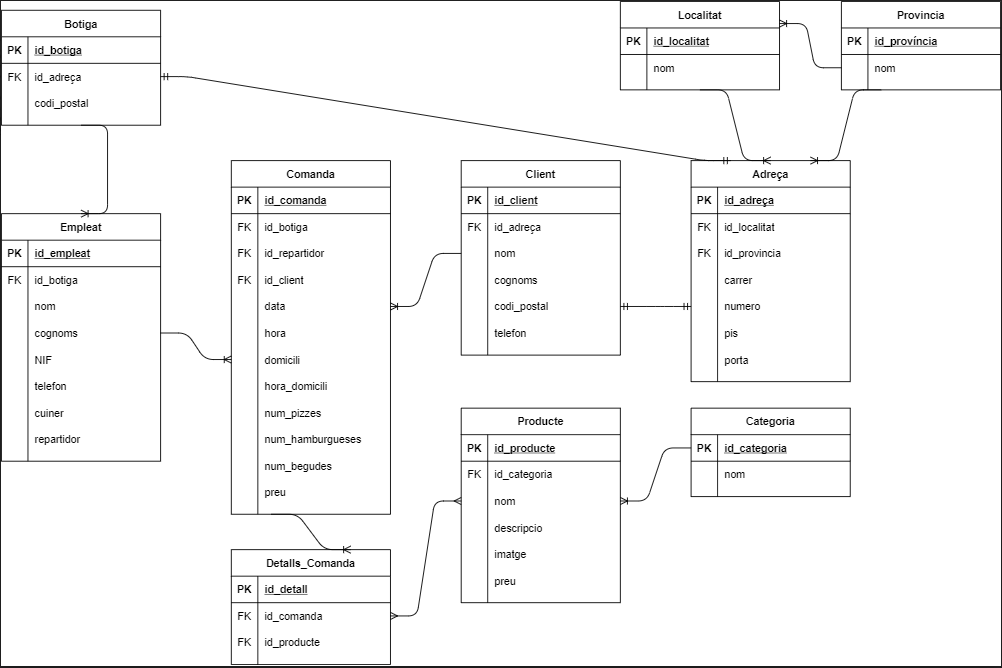 Botiga
PK id_botiga
FK id_adreça
codi_postal
Localitat
PK id_localitat
nom
Provincia
PK id_província
nom
Empleat
PK id_empleat
FK id_botiga
nom
cognoms
NIF
telefon
cuiner
repartidor
Comanda
PK id_comanda
FK id_botiga
FK id_repartidor
FK id_client
data
hora
domicili
hora_domicili
num_pizzes
num_hamburgueses
num_begudes
preu
Client
PK id_client
FK id_adreça
nom
cognoms
codi_postal
telefon
Adreça
PK id_adreça
FK id_localitat
FK id_provincia
carrer
numero
pis
porta
Producte
PK id_producte
FK id_categoria
nom
descripcio
imatge
preu
Categoria
PK id_categoria
nom
Detalls_Comanda
PK id_detall
FK id_comanda
FK id_producte